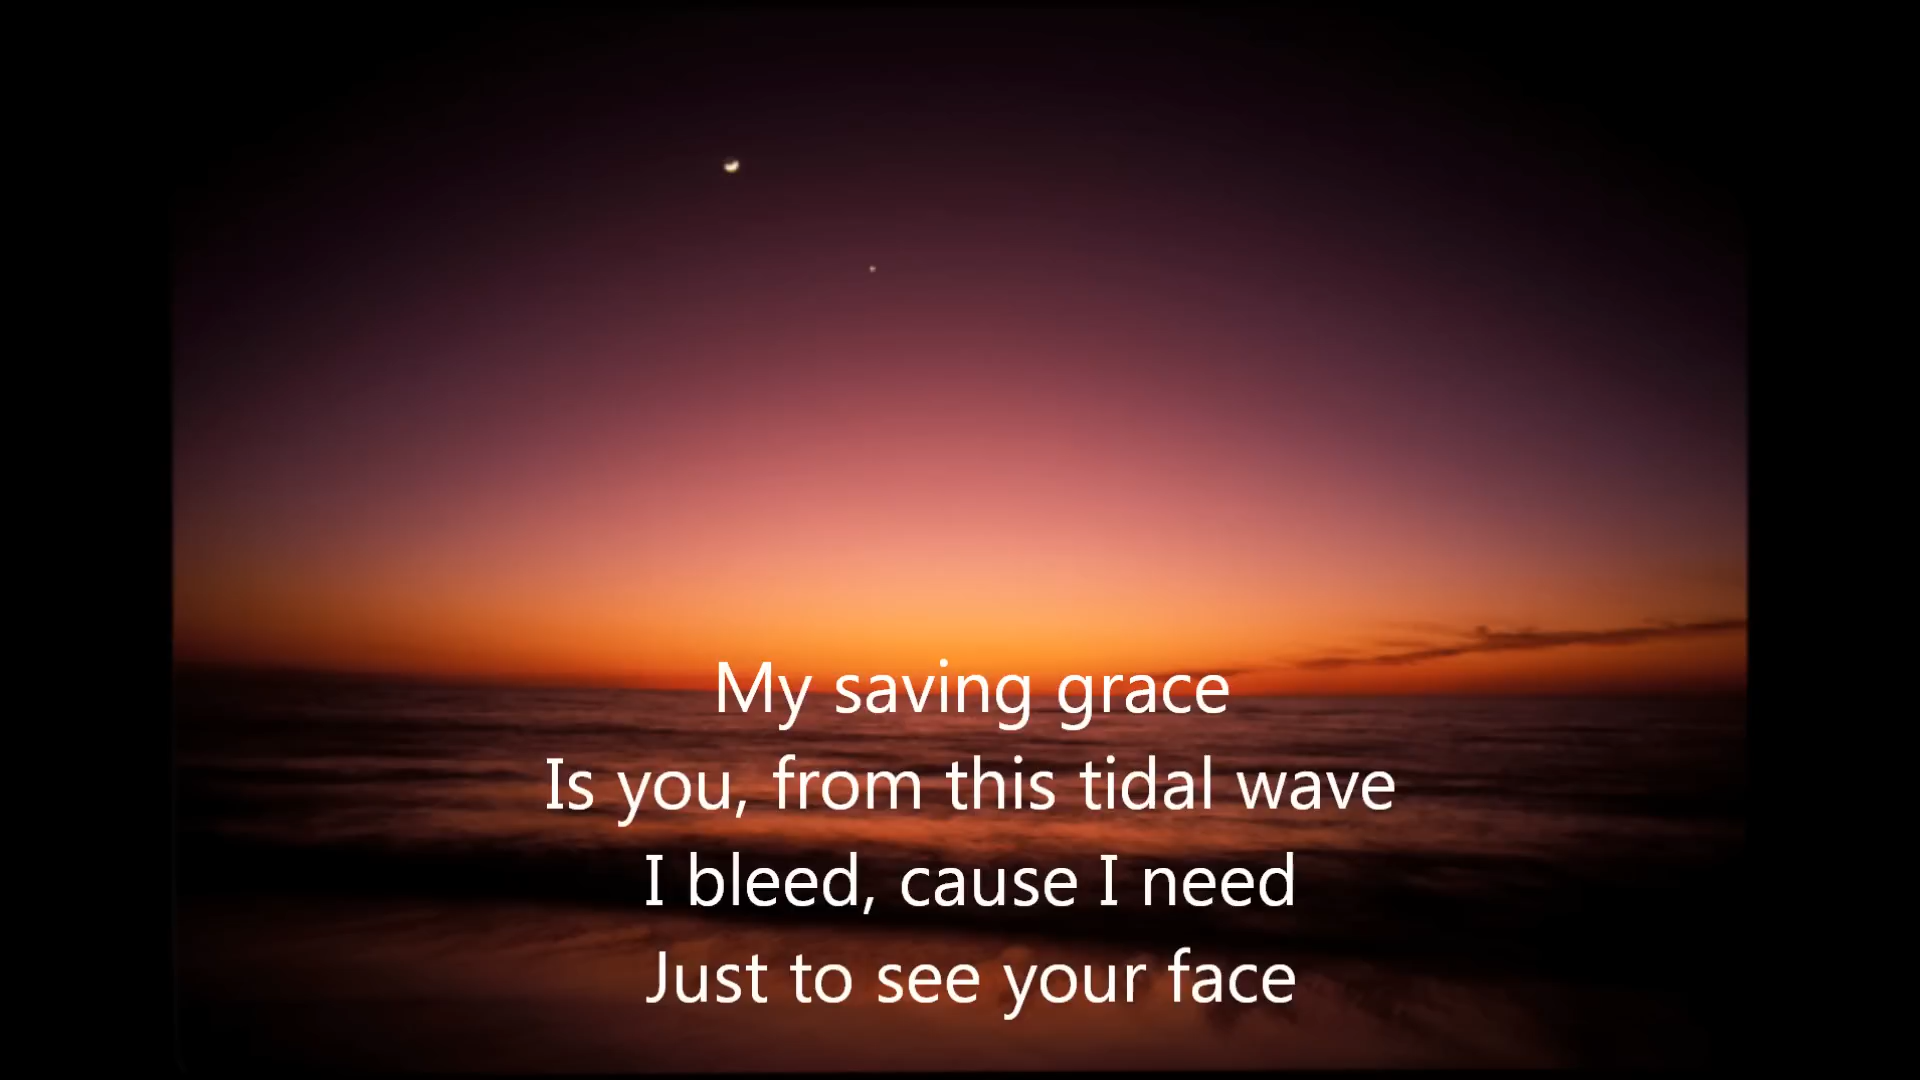 My saving grace
Is you, from this tidal wave
I bleed, cause I need
Just to see your face